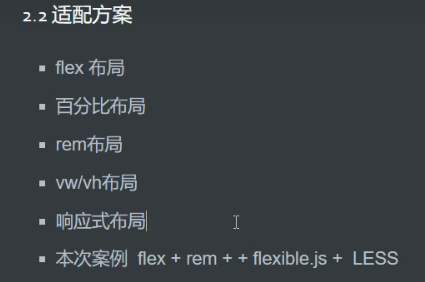 2.2 适配方案
▪ flex 布局
▪ 百分比布局
▪ rem布局
▪ vw/vh布局
▪ 响应式布局
▪ 本次案例 flex + rem + + flexible.js + LESS